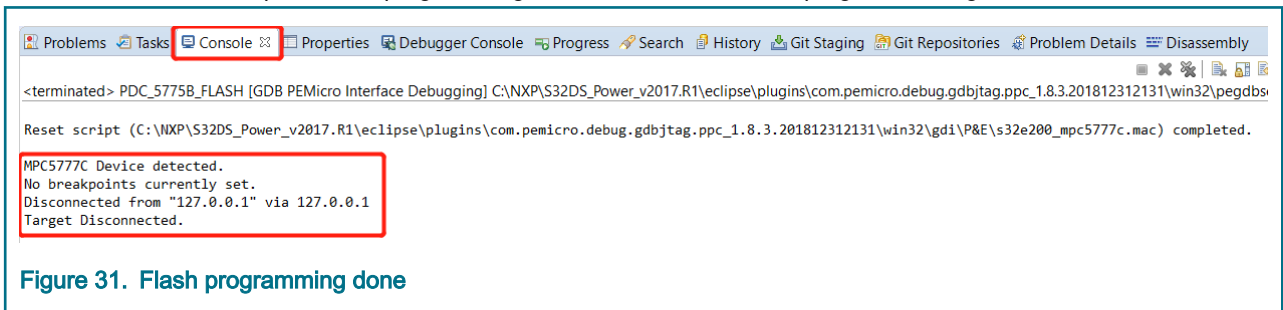 Problems Tasks Console Properties Debugger Console Progress Search History Git Staging Git Repositories Problem Details Disassembly
<terminated> PDC_5775B_FLASH [GDB PEMicro Interface Debugging] C:\NXP\S32DS_Power_v2017.R1\eclipse\plugins\com.pemicro.debug.gdbjtag.ppc_1.8.3.201812312131\win32\pegdbse
Reset script (C:\NXP\S32DS_Power_v2017.R1\eclipse\plugins\com.pemicro.debug.gdbjtag.ppc_1.8.3.201812312131\win32\gdi\P&E\s32e200_mpc5777c.mac) completed.
MPC5777C Device detected.
No breakpoints currently set.
Disconnected from "127.0.0.1" via 127.0.0.1
Target Disconnected.
Figure 31. Flash programming done